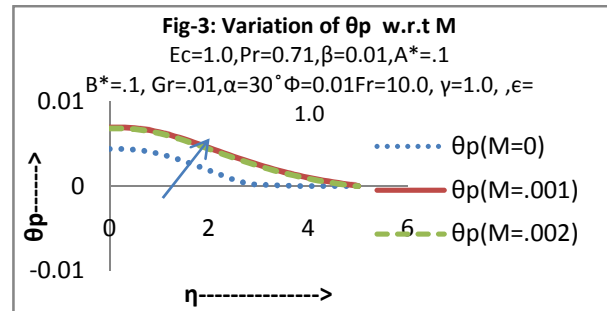 Fig-3: Variation of θp w.r.t M
Ec=1.0,Pr=0.71,β=0.01,A*=.1
B*=.1, Gr=.01,α=30˚Φ=0.01Fr=10.0, γ=1.0, ,ϵ=
1.0
0.01
0
-0.01
0 2 4 6
θp------>
η--------------->
θp(M=0)
θp(M=.001)
θp(M=.002)